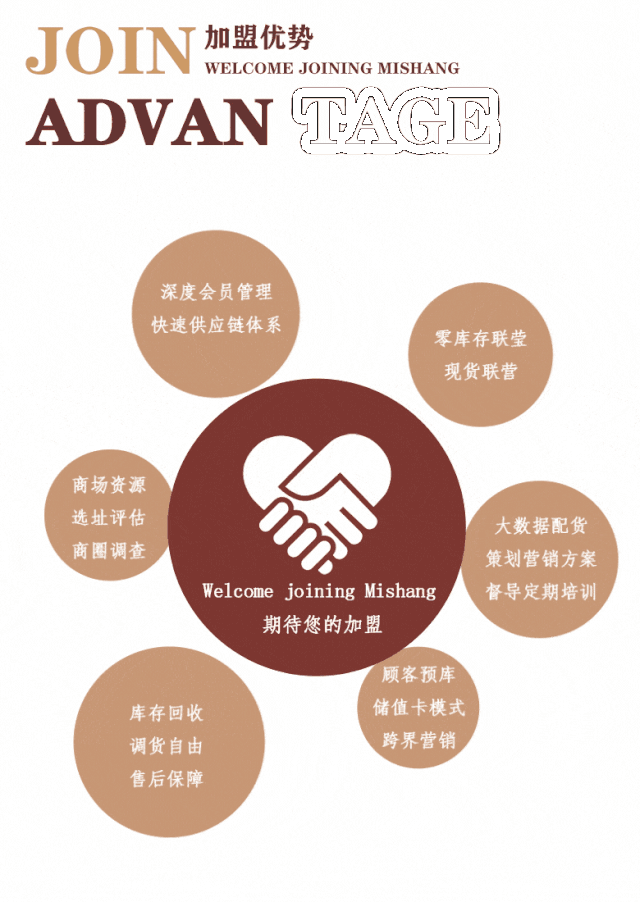 JOIN 加盟优势
WELCOME JOINING MISHANG
ADVAN TAGE
深度会员管理
快速供应链体系
零库存联莹
现货联营
商场资源
选址评估
商圈调查
大数据配货
策划营销方案
督导定期培训
Welcome joining Mishang
期待您的加盟
顾客预库
储值卡模式
跨界营销
库存回收
调货自由
售后保障